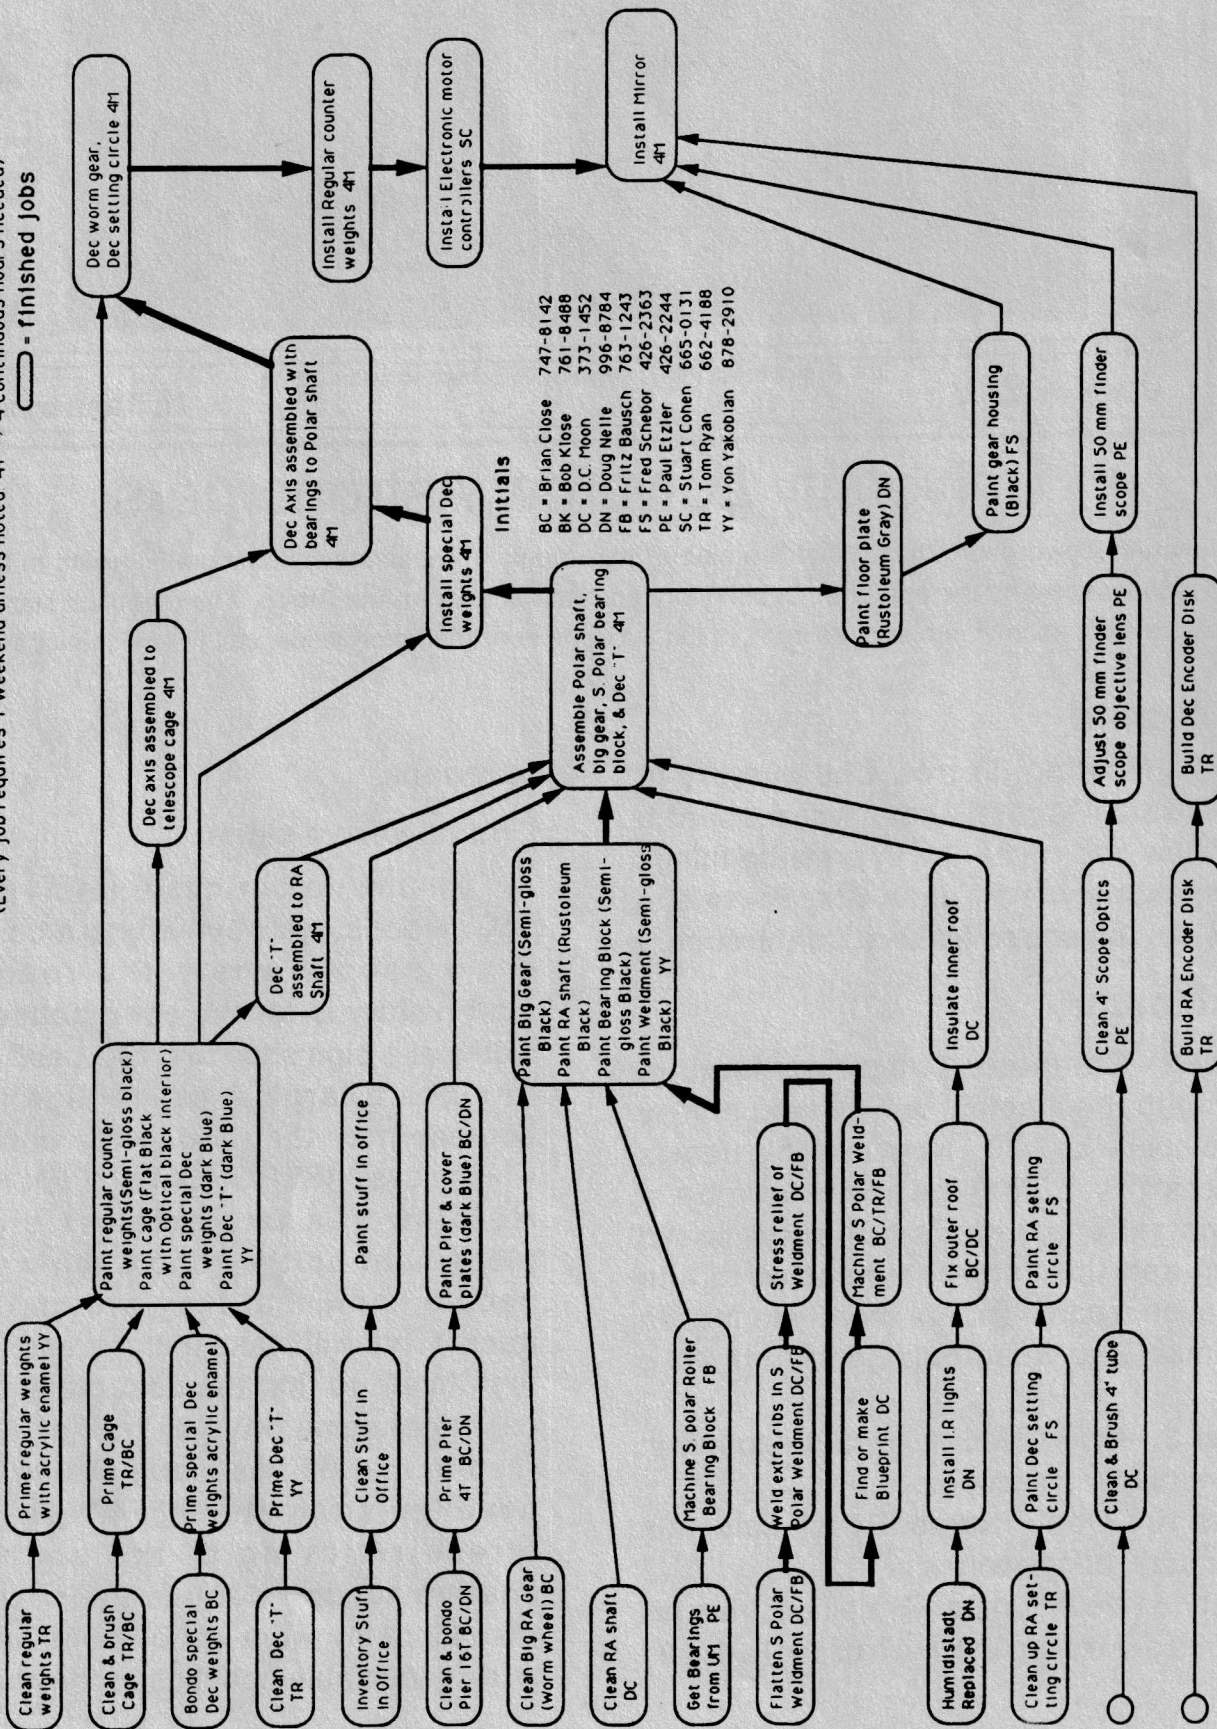 (Every job requires 1 weekend unless noted
continuous hours needed)
= finished jobs
Clean regular
weights TR
Prime regular weights
with acrylic enamel YY
Clean & brush
Cage TR/BC
Prime Cage
TR/BC
Bondo special
Dec weights BC
Prime special Dec
weights acrylic enamel
Clean Dec "T"
TR
Prime Dec "T"
YY
Paint regular counter
weights(Semi-gloss black)
Paint cage (Flat Black
with Optical black interior)
Paint special Dec
weights (dark Blue)
Paint Dec "T" (dark Blue)
YY
Dec axis assembled to
telescope cage 4M
Dec "T"
assembled to RA
Shaft 4M
Dec Axis assembled with
bearings to Polar shaft
4M
Dec worm gear,
Dec setting circle 4M
Install Regular counter
weights 4M
Install Electronic motor
controllers SC
Install Mirror
4M
Install special Dec
weights 4M
Inventory Stuff
in Office
Clean Stuff in
Office
Paint stuff in office
Clean & bondo
Pier 16T BC/DN
Prime Pier
4T BC/DN
Paint Pier & cover
plates (dark Blue) BC/DN
Clean Big RA Gear
(Worm wheel) BC
Clean RA shaft
DC
Get Bearings
from UM PE
Machine S. polar Roller
Bearing Block FB
Paint Big Gear (Semi-gloss
Black)
Paint RA shaft (Rustoleum
Black)
Paint Bearing Block (Semi-
gloss Black)
Paint Weldment (Semi-gloss
Black) YY
Assemble Polar shaft,
big gear, S. Polar bearing
block, & Dec "T" 4M
Initials
BC = Brian Close 747-8142
BK = Bob Klose 761-8488
DC = D.C. Moon 373-1452
DN = Doug Nelle 996-8784
FB = Fritz Bausch 763-1243
FS = Fred Schebor 426-2363
PE = Paul Etzler 426-2244
SC = Stuart Cohen 665-0131
TR = Tom Ryan 662-4188
YY = Yon Yakobian 878-2910
Flatten S Polar
Weldment DC/FB
Weld extra ribs in S
Polar Weldment DC/FB
Stress relief of
Weldment DC/FB
Find or make
Blueprint DC
Machine S Polar Weld-
ment BC/TR/FB
Humidistadt
Replaced DN
Install I.R lights
DN
Fix outer roof
BC/DC
Insulate inner roof
DC
Clean up RA set-
ting circle TR
Paint Dec setting
circle FS
Paint RA setting
circle FS
Paint floor plate
(Rustoleum Gray) DN
Paint gear housing
(Black) FS
Clean & Brush 4" tube
DC
Clean 4" Scope Optics
PE
Adjust 50 mm finder
scope objective lens PE
Install 50 mm finder
scope PE
Build RA Encoder Disk
TR
Build Dec Encoder Disk
TR